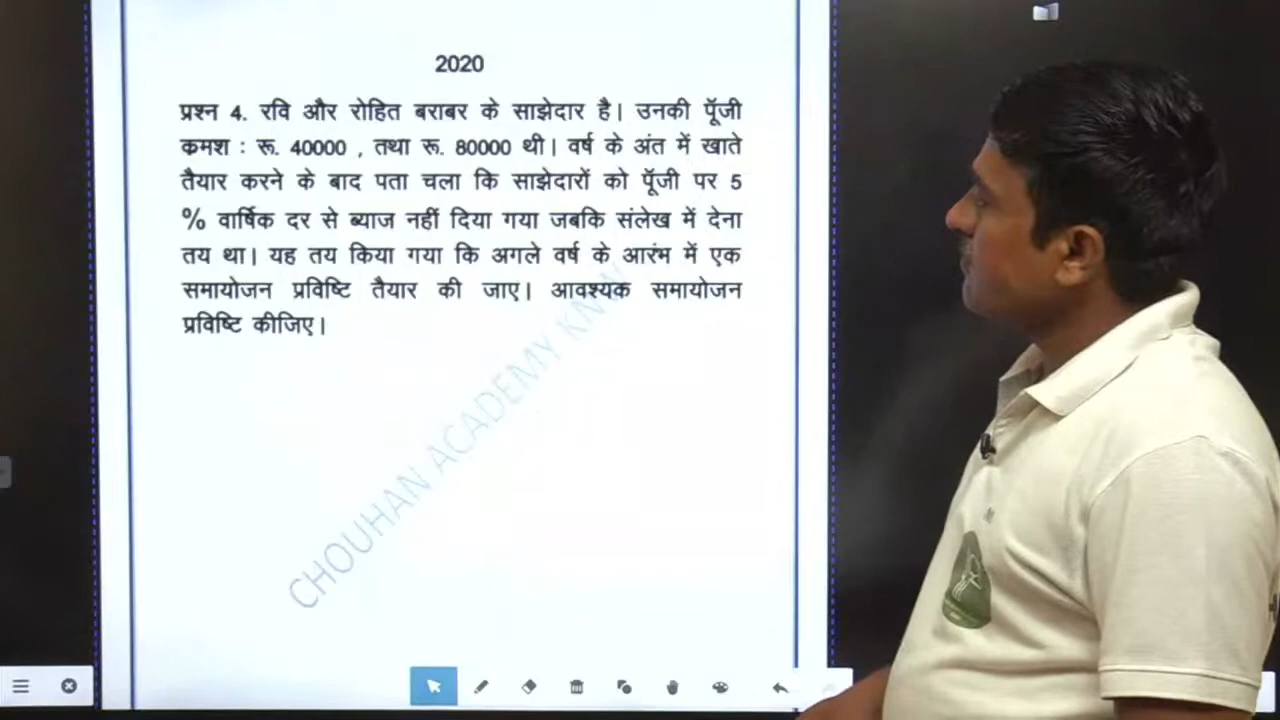 2020
प्रश्न 4. रवि और रोहित बराबर के साझेदार है। उनकी पूॅंजी
कमश : रू. 40000 , तथा रू. 80000 थी। वर्ष के अंत में खाते
तैयार करने के बाद पता चला कि साझेदारों को पूॅंजी पर 5
% वार्षिक दर से ब्याज नहीं दिया गया जबकि संलेख में देना
तय था। यह तय किया गया कि अगले वर्ष के आरंभ में एक
समायोजन प्रविष्टि तैयार की जाए। आवश्यक समायोजन
प्रविष्टि कीजिए।
CHOUHAN ACADEMY KNW